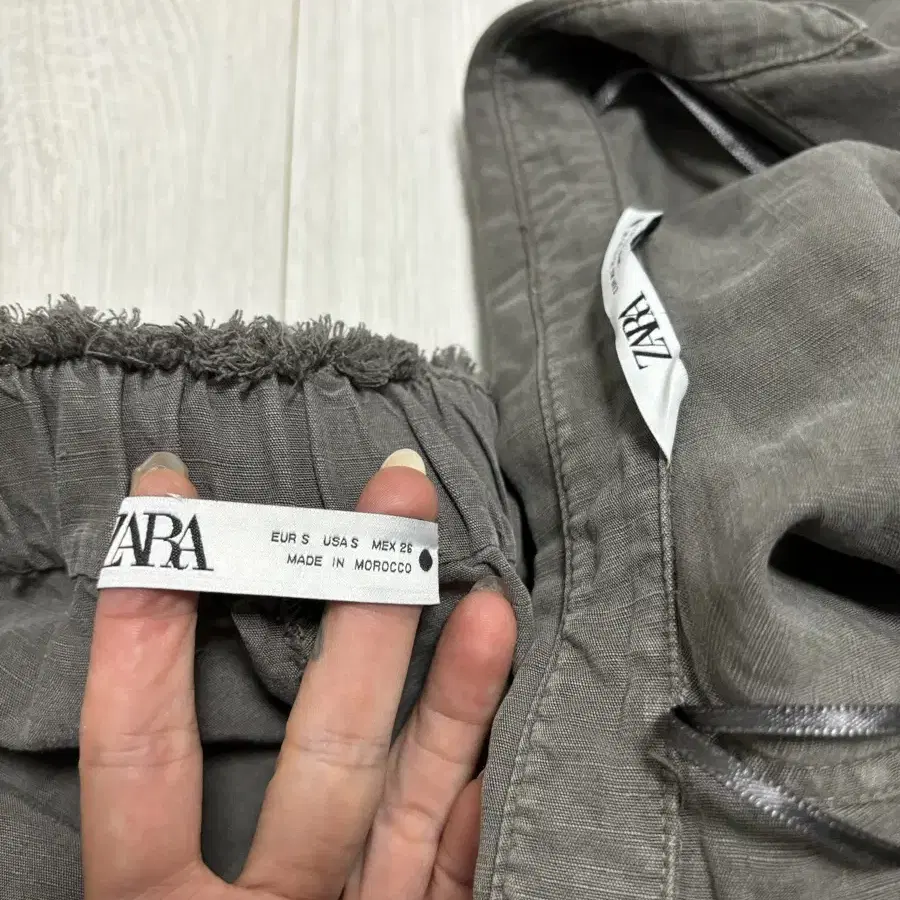 ZARA
EUR S USA S MEX 26
MADE IN MOROCCO
ZARA